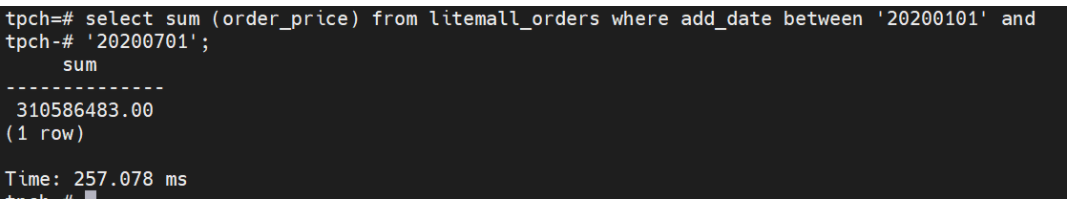 tpch=# select sum (order_price) from litemall_orders where add_date between '20200101' and
tpch-# '20200701';
     sum
--------------
 310586483.00
(1 row)

Time: 257.078 ms
tpch=#